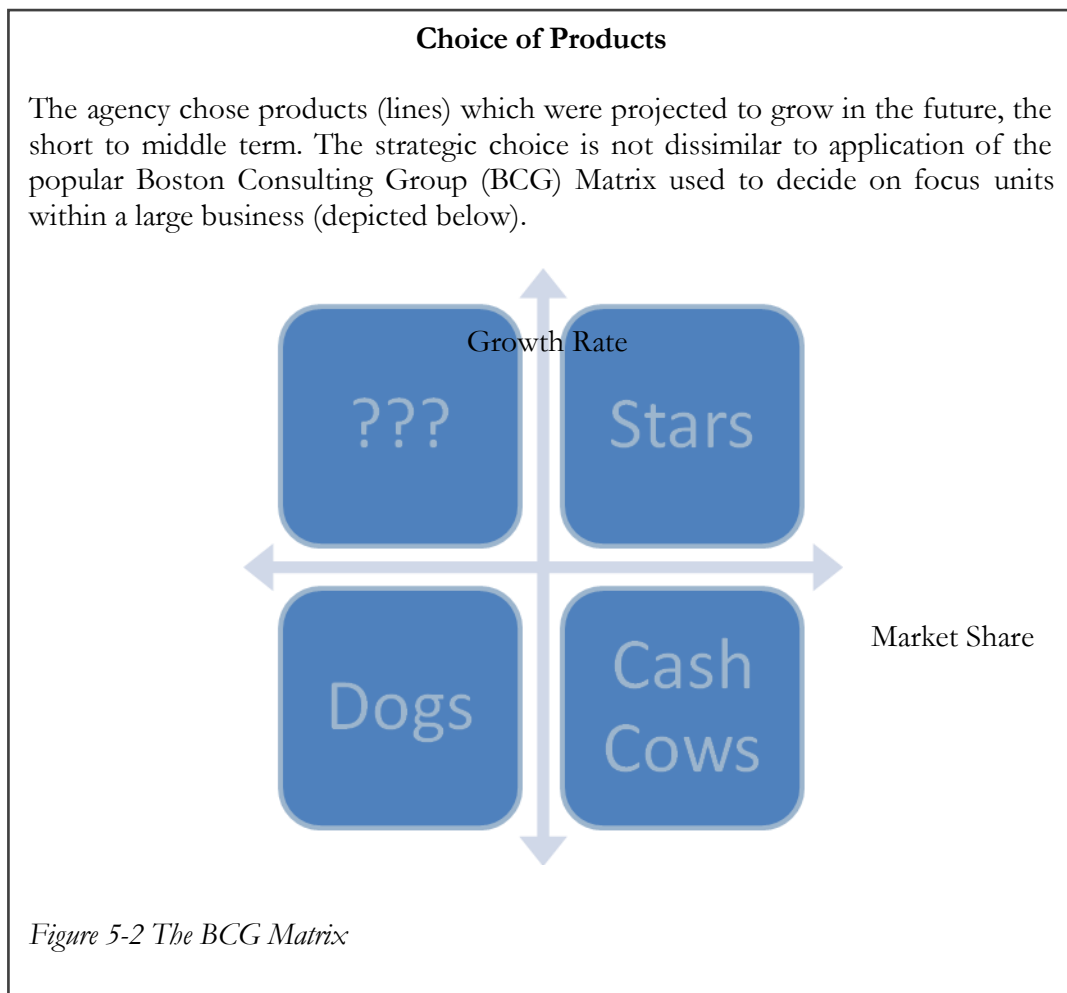 Choice of Products
The agency chose products (lines) which were projected to grow in the future, the
short to middle term. The strategic choice is not dissimilar to application of the
popular Boston Consulting Group (BCG) Matrix used to decide on focus units
within a large business (depicted below).
Growth Rate
???
Stars
Market Share
Dogs
Cash
Cows
Figure 5-2 The BCG Matrix